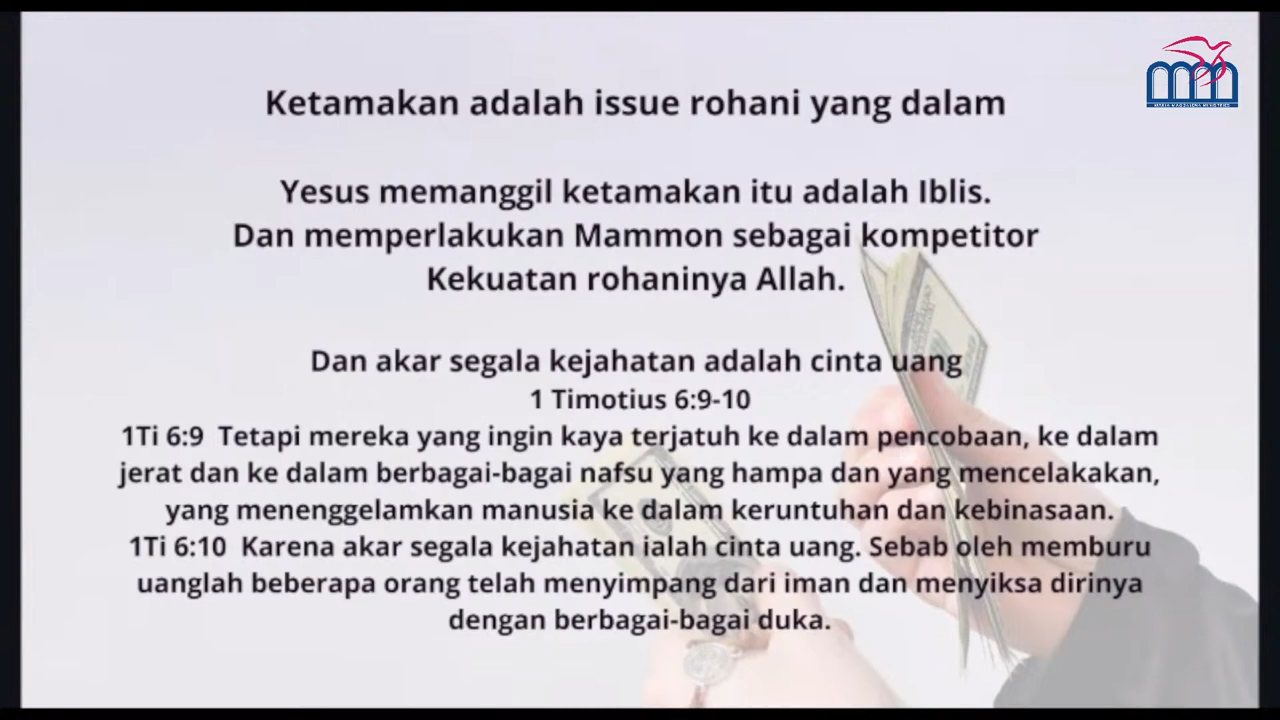 Ketamakan adalah issue rohani yang dalam
Yesus memanggil ketamakan itu adalah Iblis.
Dan memperlakukan Mammon sebagai kompetitor
Kekuatan rohaninya Allah.
Dan akar segala kejahatan adalah cinta uang
1 Timotius 6:9-10
1Ti 6:9 Tetapi mereka yang ingin kaya terjatuh ke dalam pencobaan, ke dalam
jerat dan ke dalam berbagai-bagai nafsu yang hampa dan yang mencelakakan,
yang menenggelamkan manusia ke dalam keruntuhan dan kebinasaan.
1Ti 6:10 Karena akar segala kejahatan ialah cinta uang. Sebab oleh memburu
uanglah beberapa orang telah menyimpang dari iman dan menyiksa dirinya
dengan berbagai-bagai duka.
MARIA MAGDALENA MINISTRIES